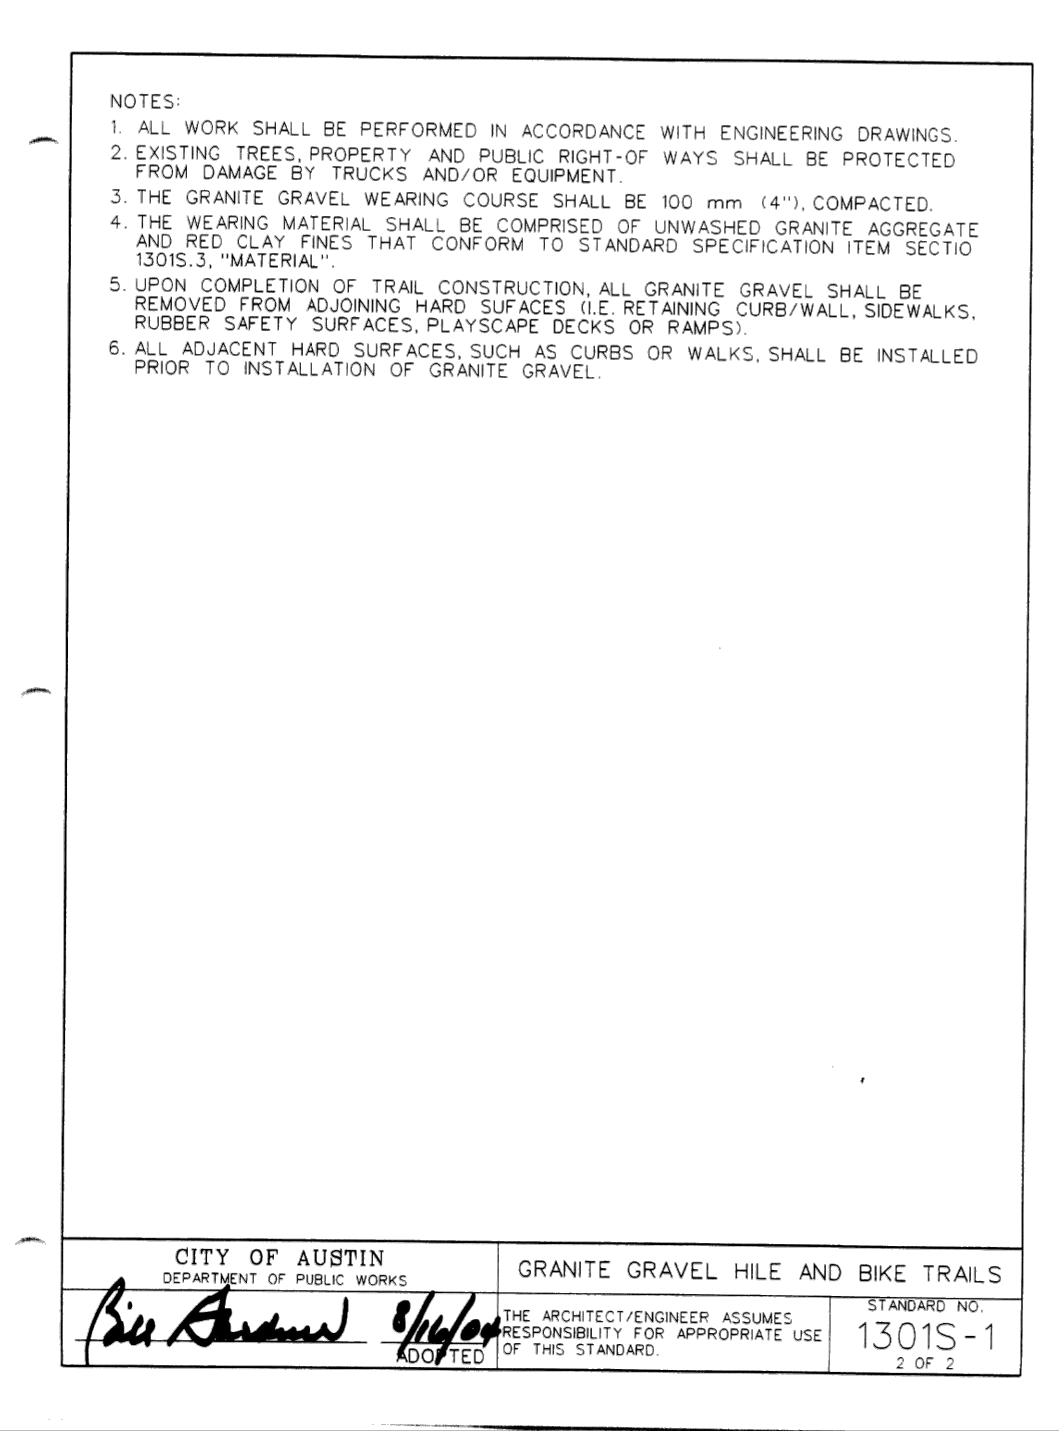 NOTES:
1. ALL WORK SHALL BE PERFORMED IN ACCORDANCE WITH ENGINEERING DRAWINGS.
2. EXISTING TREES, PROPERTY AND PUBLIC RIGHT-OF WAYS SHALL BE PROTECTED
FROM DAMAGE BY TRUCKS AND/OR EQUIPMENT.
3. THE GRANITE GRAVEL WEARING COURSE SHALL BE 100 mm (4"), COMPACTED.
4. THE WEARING MATERIAL SHALL BE COMPRISED OF UNWASHED GRANITE AGGREGATE
AND RED CLAY FINES THAT CONFORM TO STANDARD SPECIFICATION ITEM SECTIO
1301S.3, "MATERIAL".
5. UPON COMPLETION OF TRAIL CONSTRUCTION, ALL GRANITE GRAVEL SHALL BE
REMOVED FROM ADJOINING HARD SUFACES (I.E. RETAINING CURB/WALL, SIDEWALKS,
RUBBER SAFETY SURFACES, PLAYSCAPE DECKS OR RAMPS).
6. ALL ADJACENT HARD SURFACES, SUCH AS CURBS OR WALKS, SHALL BE INSTALLED
PRIOR TO INSTALLATION OF GRANITE GRAVEL.
CITY OF AUSTIN
DEPARTMENT OF PUBLIC WORKS
Bill Gardner 8/16/04
ADOPTED
GRANITE GRAVEL HILE AND BIKE TRAILS
THE ARCHITECT/ENGINEER ASSUMES
RESPONSIBILITY FOR APPROPRIATE USE
OF THIS STANDARD.
STANDARD NO.
1301S-1
2 OF 2